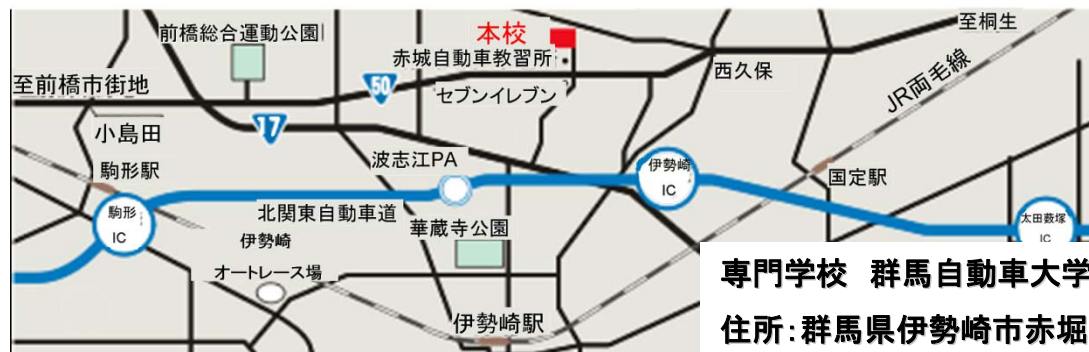 至桐生
前橋総合運動公園
本校
赤城自動車教習所
西久保
JR両毛線
至前橋市街地
50
セブンイレブン
17
小島田
波志江PA
伊勢崎
IC
駒形駅
国定駅
駒形
IC
北関東自動車道
華蔵寺公園
太田藪塚
IC
伊勢崎
オートレース場
伊勢崎駅
専門学校 群馬自動車大学
住所:群馬県伊勢崎市赤堀